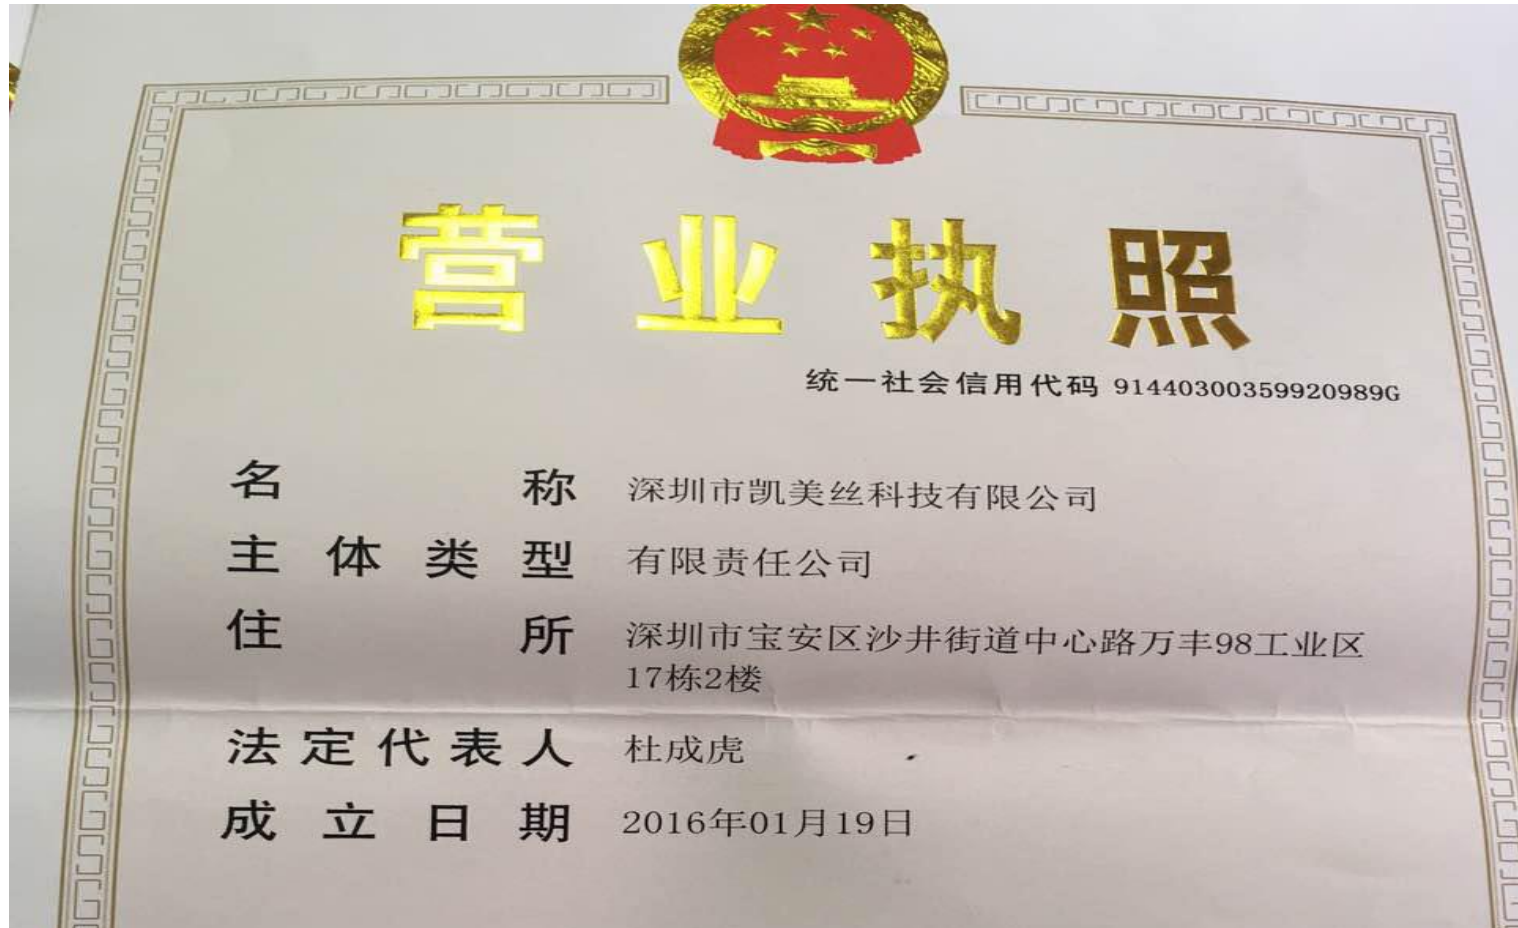 营业执照
统一社会信用代码 91440300359920989G
名称 深圳市凯美丝科技有限公司
主体类型 有限责任公司
住所 深圳市宝安区沙井街道中心路万丰98工业区
17栋2楼
法定代表人 杜成虎
成立日期 2016年01月19日